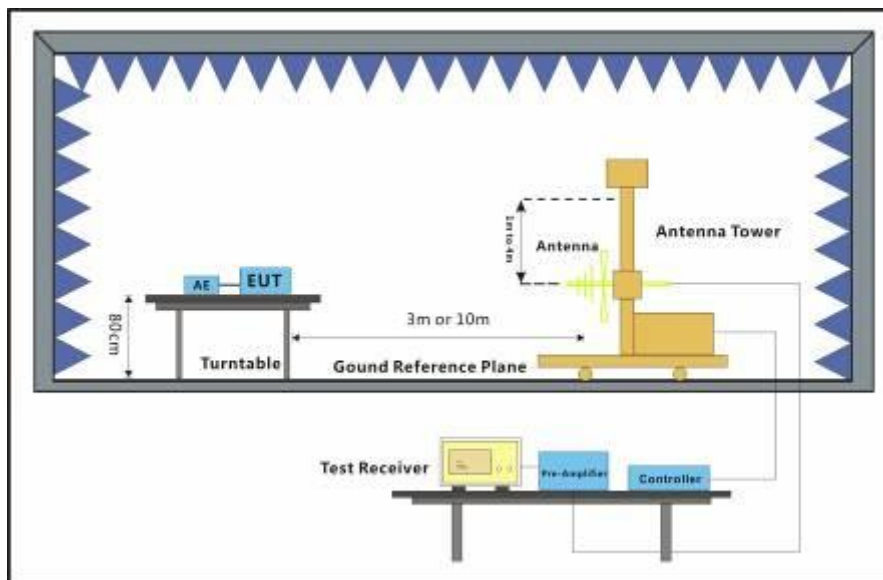 1m to 4m
Antenna
Antenna Tower
AE
EUT
80cm
3m or 10m
Turntable
Gound Reference Plane
Test Receiver
Pre-Amplifier
Controller